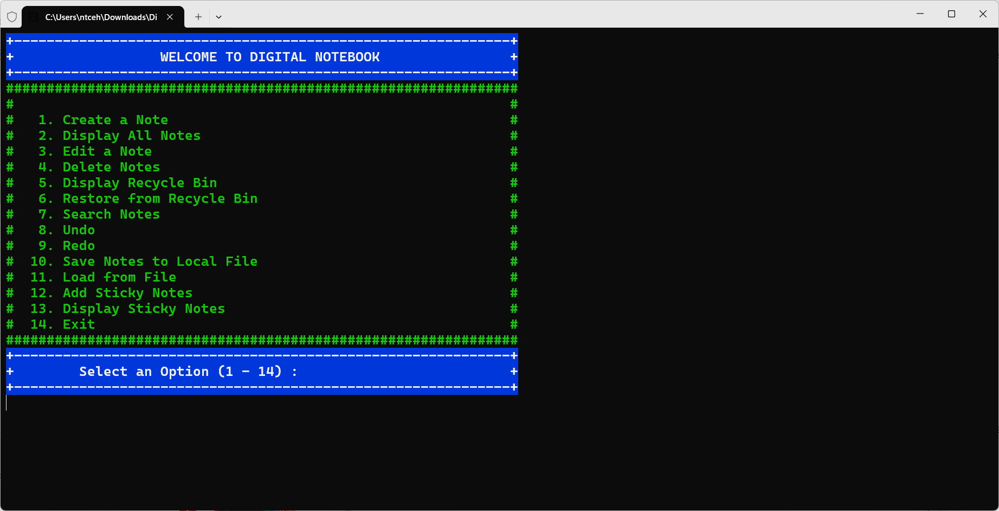 C:\Users\ntceh\Downloads\Di
+-------------------------------------------------------------+
+                  WELCOME TO DIGITAL NOTEBOOK                +
+-------------------------------------------------------------+
###############################################################
#                                                             #
#   1. Create a Note                                          #
#   2. Display All Notes                                      #
#   3. Edit a Note                                            #
#   4. Delete Notes                                           #
#   5. Display Recycle Bin                                    #
#   6. Restore from Recycle Bin                               #
#   7. Search Notes                                           #
#   8. Undo                                                   #
#   9. Redo                                                   #
#  10. Save Notes to Local File                               #
#  11. Load from File                                         #
#  12. Add Sticky Notes                                       #
#  13. Display Sticky Notes                                   #
#  14. Exit                                                   #
###############################################################
+-------------------------------------------------------------+
+        Select an Option (1 - 14) :                          +
+-------------------------------------------------------------+